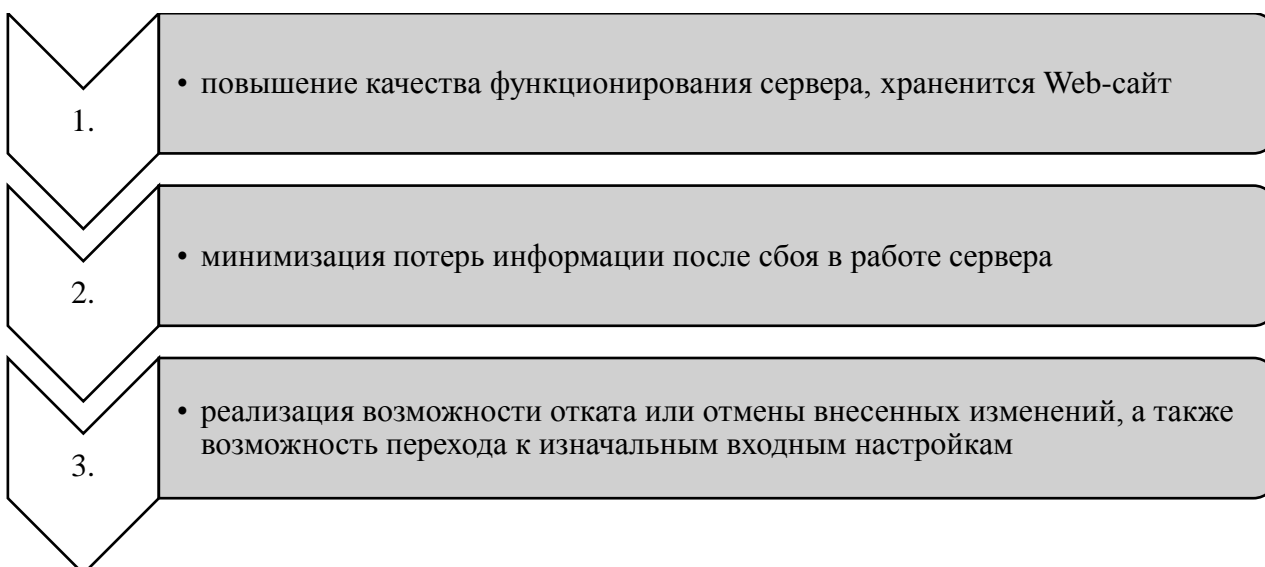 1.
• повышение качества функционирования сервера, храненится Web-сайт
2.
• минимизация потерь информации после сбоя в работе сервера
3.
• реализация возможности отката или отмены внесенных изменений, а также
возможность перехода к изначальным входным настройкам